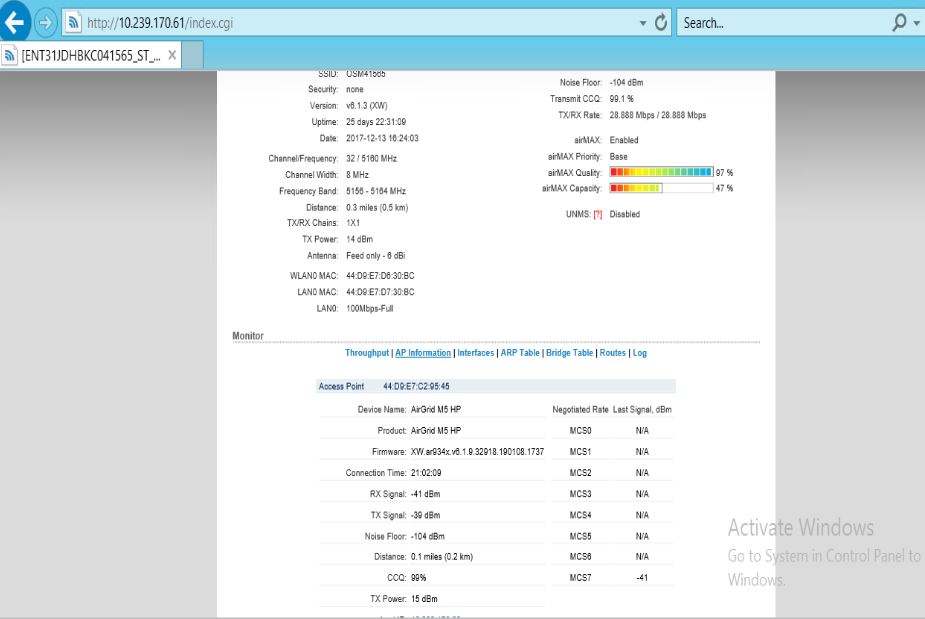 http://10.239.170.61/index.cgi
Search...
[ENT31JDHBKC041565_ST_... X
SSID: OSM41565
Security: none
Version: v6.1.3 (XW)
Uptime: 25 days 22:31:09
Date: 2017-12-13 16:24:03
Channel/Frequency: 32 / 5160 MHz
Channel Width: 8 MHz
Frequency Band: 5156 - 5164 MHz
Distance: 0.3 miles (0.5 km)
TX/RX Chains: 1X1
TX Power: 14 dBm
Antenna: Feed only - 6 dBi
WLAN0 MAC: 44:D9:E7:D6:30:BC
LAN0 MAC: 44:D9:E7:D7:30:BC
LAN0: 100Mbps-Full
Noise Floor: -104 dBm
Transmit CCQ: 99.1 %
TX/RX Rate: 28.888 Mbps / 28.888 Mbps
airMAX: Enabled
airMAX Priority: Base
airMAX Quality: 97 %
airMAX Capacity: 47 %
UNMS: [?] Disabled
Monitor
Throughput | AP Information | Interfaces | ARP Table | Bridge Table | Routes | Log
Access Point 44:D9:E7:C2:95:45
Device Name: AirGrid M5 HP
Product: AirGrid M5 HP
Firmware: XW.ar934x.v6.1.9.32918.190108.1737
Connection Time: 21:02:09
RX Signal: -41 dBm
TX Signal: -39 dBm
Noise Floor: -104 dBm
Distance: 0.1 miles (0.2 km)
CCQ: 99%
TX Power: 15 dBm
Negotiated Rate Last Signal, dBm
MCS0 N/A
MCS1 N/A
MCS2 N/A
MCS3 N/A
MCS4 N/A
MCS5 N/A
MCS6 N/A
MCS7 -41
Activate Windows
Go to System in Control Panel to
Windows.